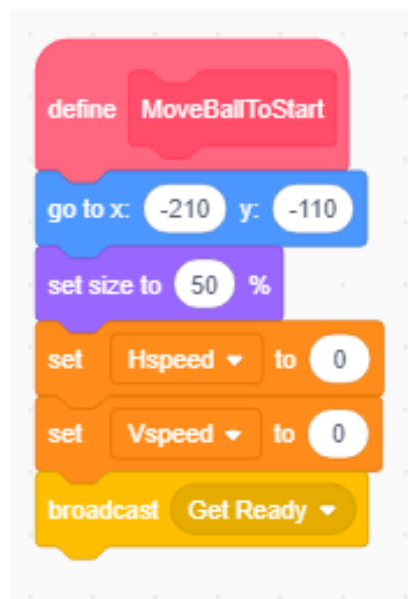 define MoveBallToStart
go to x: -210 y: -110
set size to 50 %
set Hspeed to 0
set Vspeed to 0
broadcast Get Ready